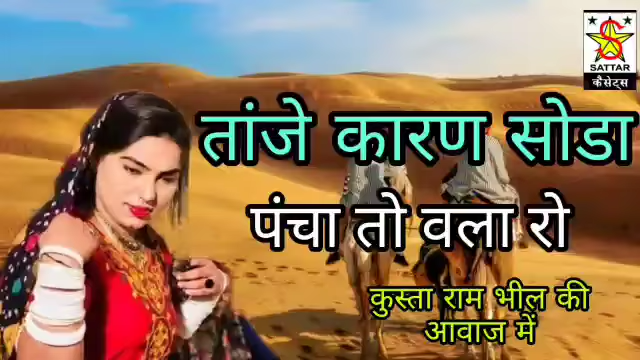 SATTAR
कैसेट्स
तांजे कारण सोडा
पंचा तो वला रो
कुस्ता राम भील की
आवाज में